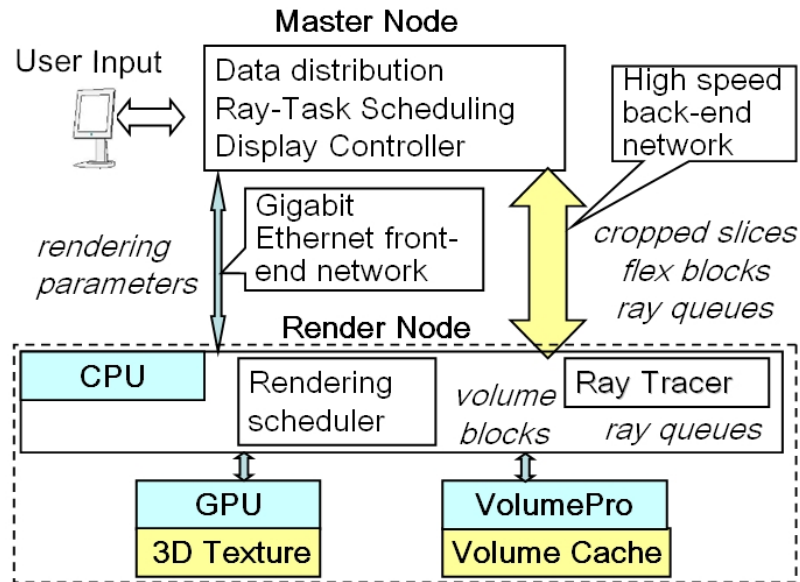 Master Node
User Input
Data distribution
Ray-Task Scheduling
Display Controller
High speed
back-end
network
Gigabit
Ethernet front-
end network
rendering
parameters
cropped slices
flex blocks
ray queues
Render Node
CPU
Rendering
scheduler
volume
blocks
Ray Tracer
ray queues
GPU
3D Texture
VolumePro
Volume Cache